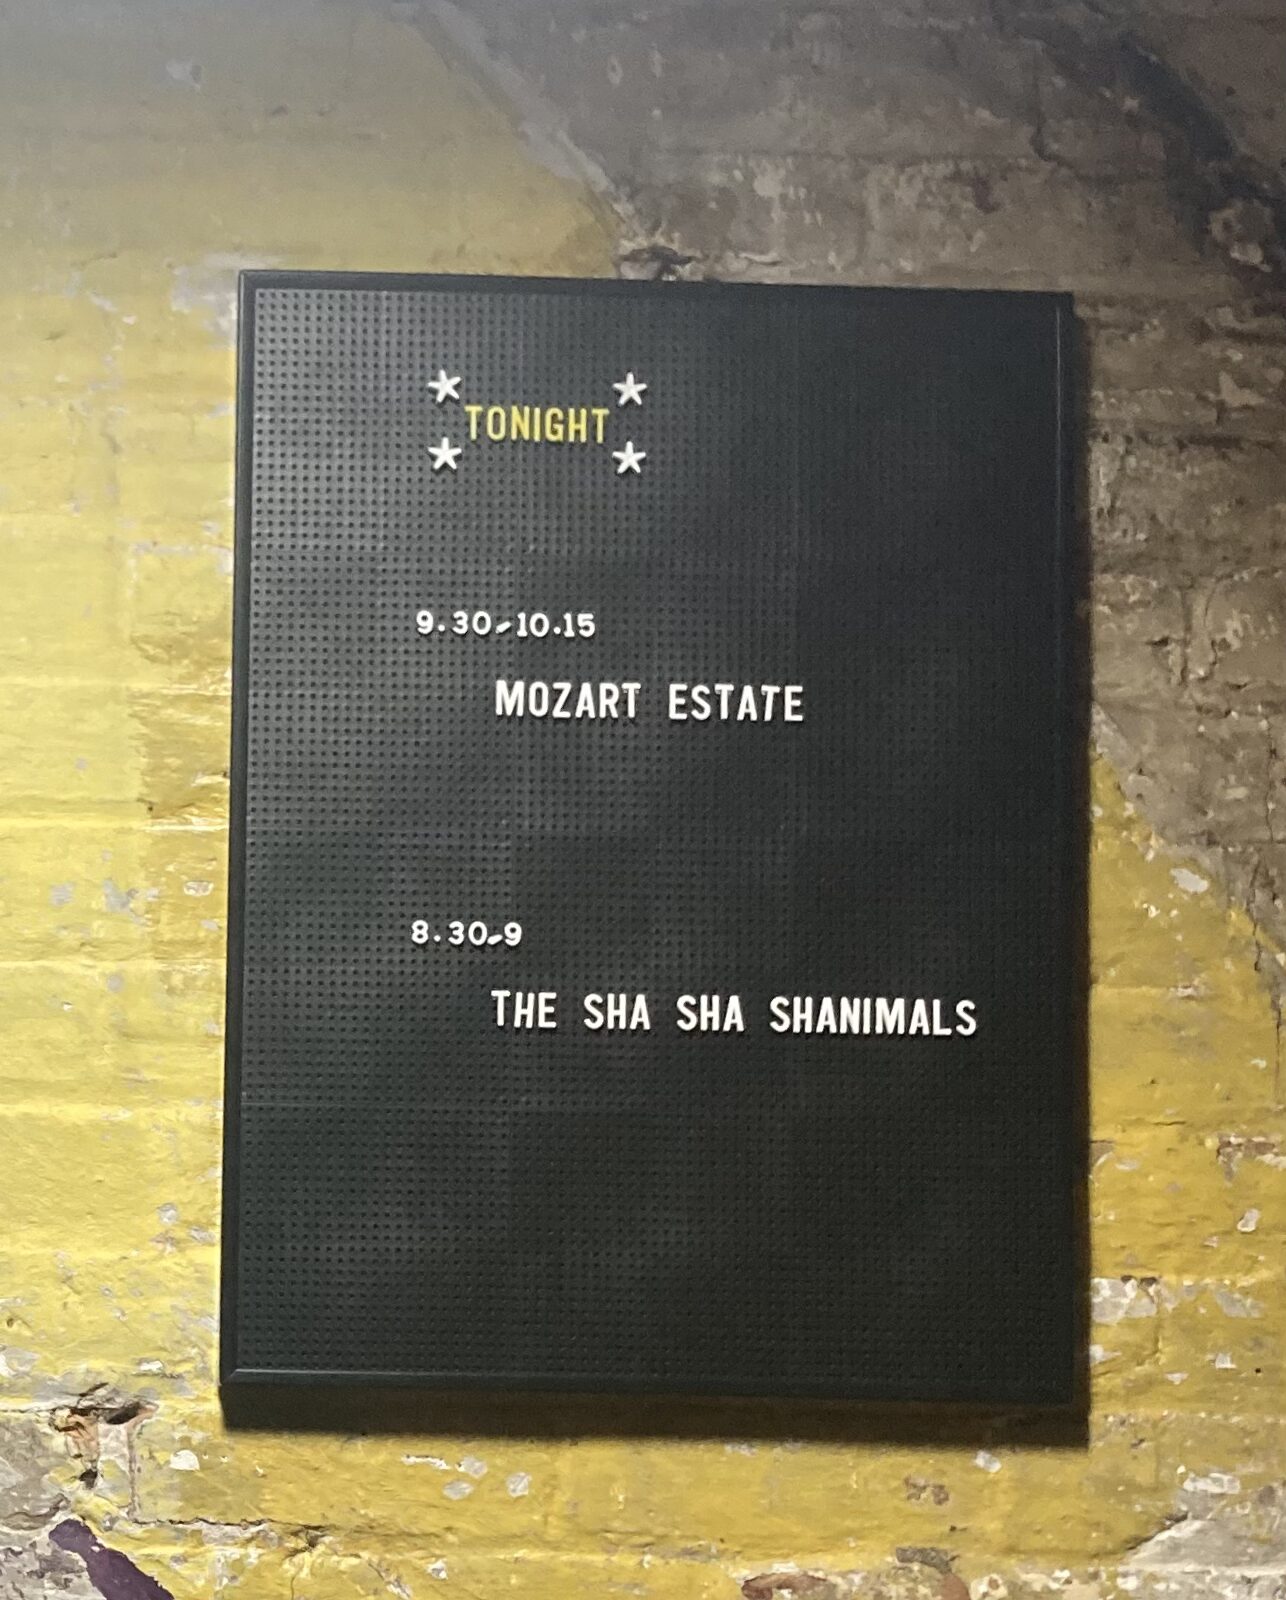 TONIGHT
9.30-10.15
MOZART ESTATE
8.30-9
THE SHA SHA SHANIMALS